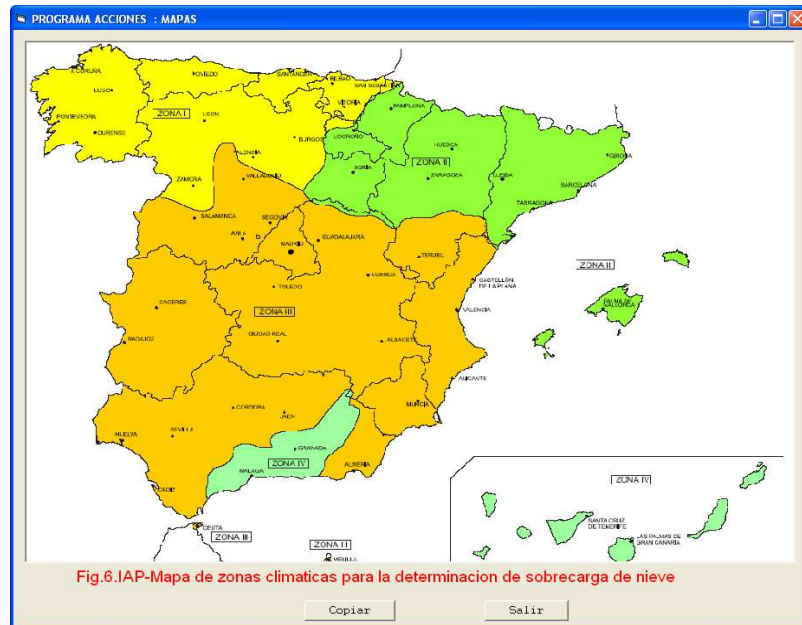 PROGRAMA ACCIONES : MAPAS
A CORUÑA
OVIEDO
SANTANDER
BILBAO
SAN SEBASTIAN
LUGO
VITORIA
PAMPLONA
PONTEVEDRA
ZONA I
LEON
OURENSE
BURGOS
LOGROÑO
HUESCA
GIRONA
PALENCIA
ZONA II
SORIA
ZAMORA
VALLADOLID
ZARAGOZA
LLEIDA
BARCELONA
TARRAGONA
SALAMANCA
SEGOVIA
AVILA
GUADALAJARA
MADRID
TERUEL
ZONA II
CUENCA
CASTELLÓN
DE LA PLANA
TOLEDO
CACERES
PALMA DE
MALLORCA
ZONA III
VALENCIA
BADAJOZ
CIUDAD REAL
ALBACETE
ALICANTE
MURCIA
CORDOBA
JAEN
HUELVA
SEVILLA
GRANADA
ZONA IV
MALAGA
ALMERIA
ZONA IV
CADIZ
SANTA CRUZ
DE TENERIFE
CEUTA
ZONA III
LAS PALMAS DE
GRAN CANARIA
MELILLA
Fig.6.IAP-Mapa de zonas climaticas para la determinacion de sobrecarga de nieve
Copiar
Salir